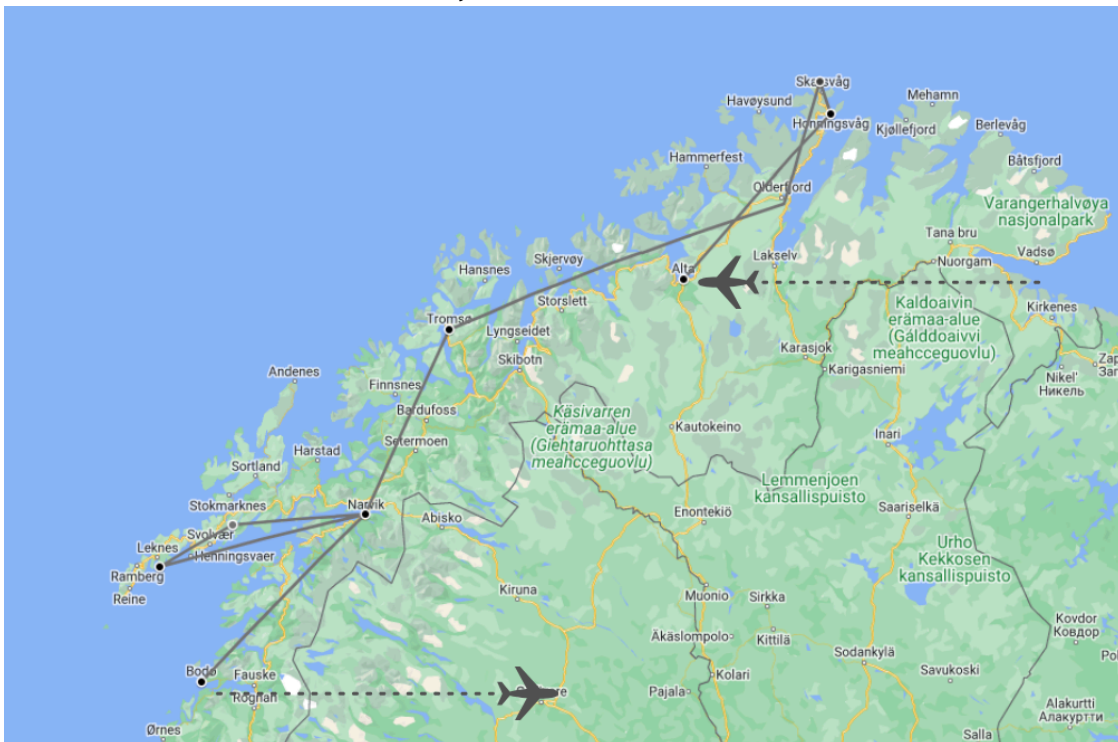 Skarsvåg
Mehamn
Havøysund
Honningsvåg
Kjøllefjord
Berlevåg
Hammerfest
Båtsfjord
Olderfjord
Varangerhalvøya
nasjonalpark
Tana bru
Vadsø
Lakselv
Nuorgam
Alta
Skjervøy
Hansnes
Storslett
Kaldoaivin
erämaa-alue
(Gálddoaivvi
meahcceguovlu)
Kirkenes
Tromsø
Lyngseidet
Karasjok
Karigasniemi
Skibotn
Nikel'
Никель
Andenes
Finnsnes
Bardufoss
Käsivarren
erämaa-alue
(Giehtaruohttasa
meahcceguovlu)
Kautokeino
Setermoen
Inari
Harstad
Sortland
Lemmenjoen
kansallispuisto
Stokmarknes
Narvik
Abisko
Enontekiö
Saariselkä
Svolvær
Henningsvaer
Leknes
Ramberg
Reine
Urho
Kekkosen
kansallispuisto
Kiruna
Muonio
Sirkka
Kovdor
Ковдор
Äkäslompolo
Kittilä
Sodankylä
Bodø
Fauske
Rognan
Kolari
Savukoski
Pajala
Alakurtti
Алакуртти
Ørnes
Salla